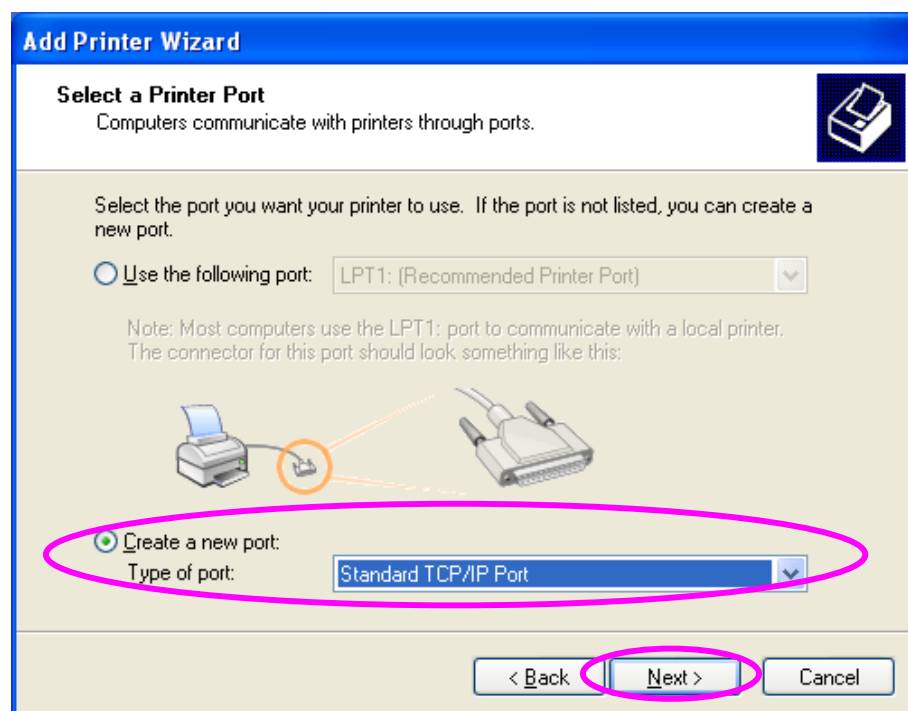 Add Printer Wizard
Select a Printer Port
Computers communicate with printers through ports.
Select the port you want your printer to use.  If the port is not listed, you can create a
new port.
Use the following port:
LPT1: (Recommended Printer Port)
Note: Most computers use the LPT1: port to communicate with a local printer.
The connector for this port should look something like this:
Create a new port:
Type of port:
Standard TCP/IP Port
< Back
Next >
Cancel